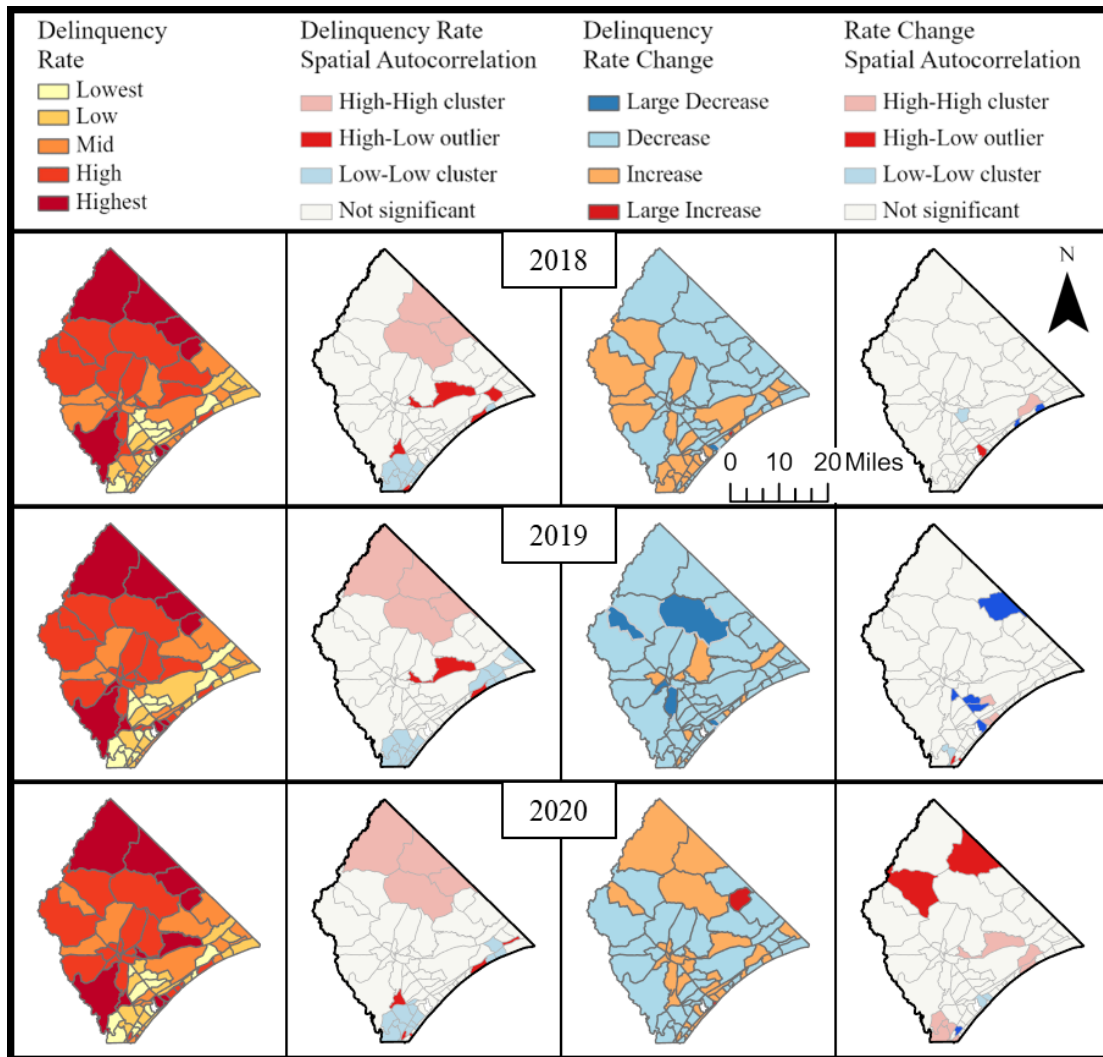 Delinquency
Rate
Lowest
Low
Mid
High
Highest
Delinquency Rate
Spatial Autocorrelation
High-High cluster
High-Low outlier
Low-Low cluster
Not significant
Delinquency
Rate Change
Large Decrease
Decrease
Increase
Large Increase
Rate Change
Spatial Autocorrelation
High-High cluster
High-Low outlier
Low-Low cluster
Not significant
2018
N
0 10 20 Miles
2019
2020